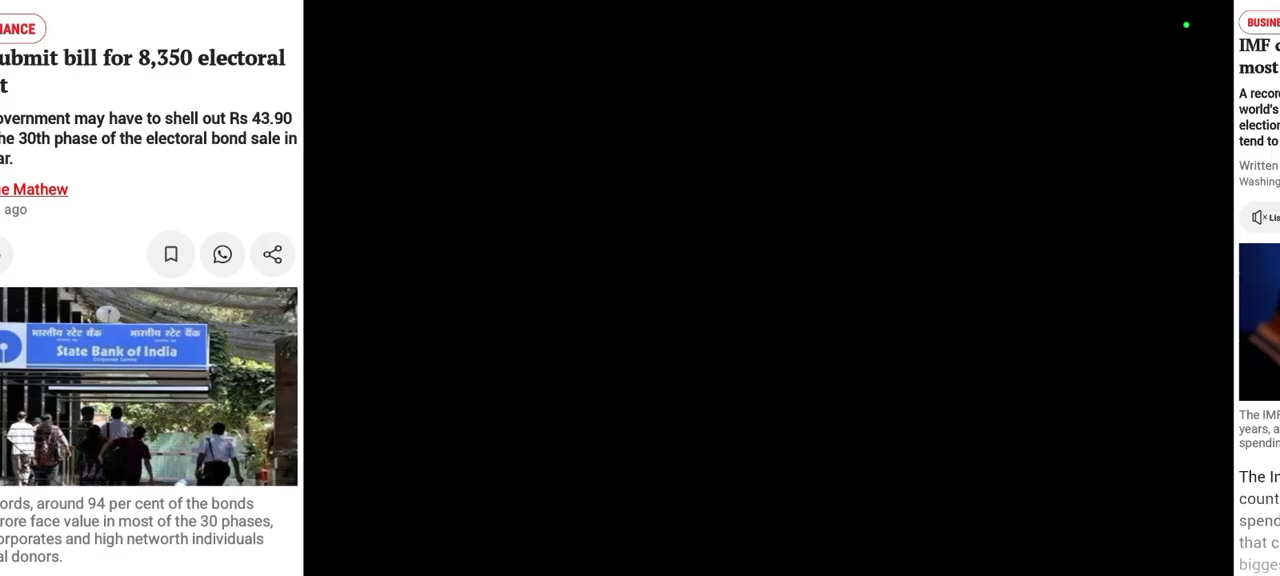 ANCE
ubmit bill for 8,350 electoral
t
overnment may have to shell out Rs 43.90
he 30th phase of the electoral bond sale in
ar.
e Mathew
ago
भारतीय स्टेट बैंक भारतीय स्टेट बैंक
State Bank of India
Corporate Centre
ords, around 94 per cent of the bonds
rore face value in most of the 30 phases,
orporates and high networth individuals
al donors.
BUSINE
IMF c
most
A recor
world's
election
tend to
Written
Washing
Lis
The IMF
years, a
spendin
The In
count
spend
that c
bigges